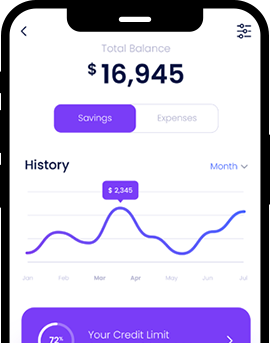 Total Balance
$ 16,945
Savings Expenses
History Month
$ 2,345
Jan Feb Mar Apr May Jun Jul
72%
Your Credit Limit